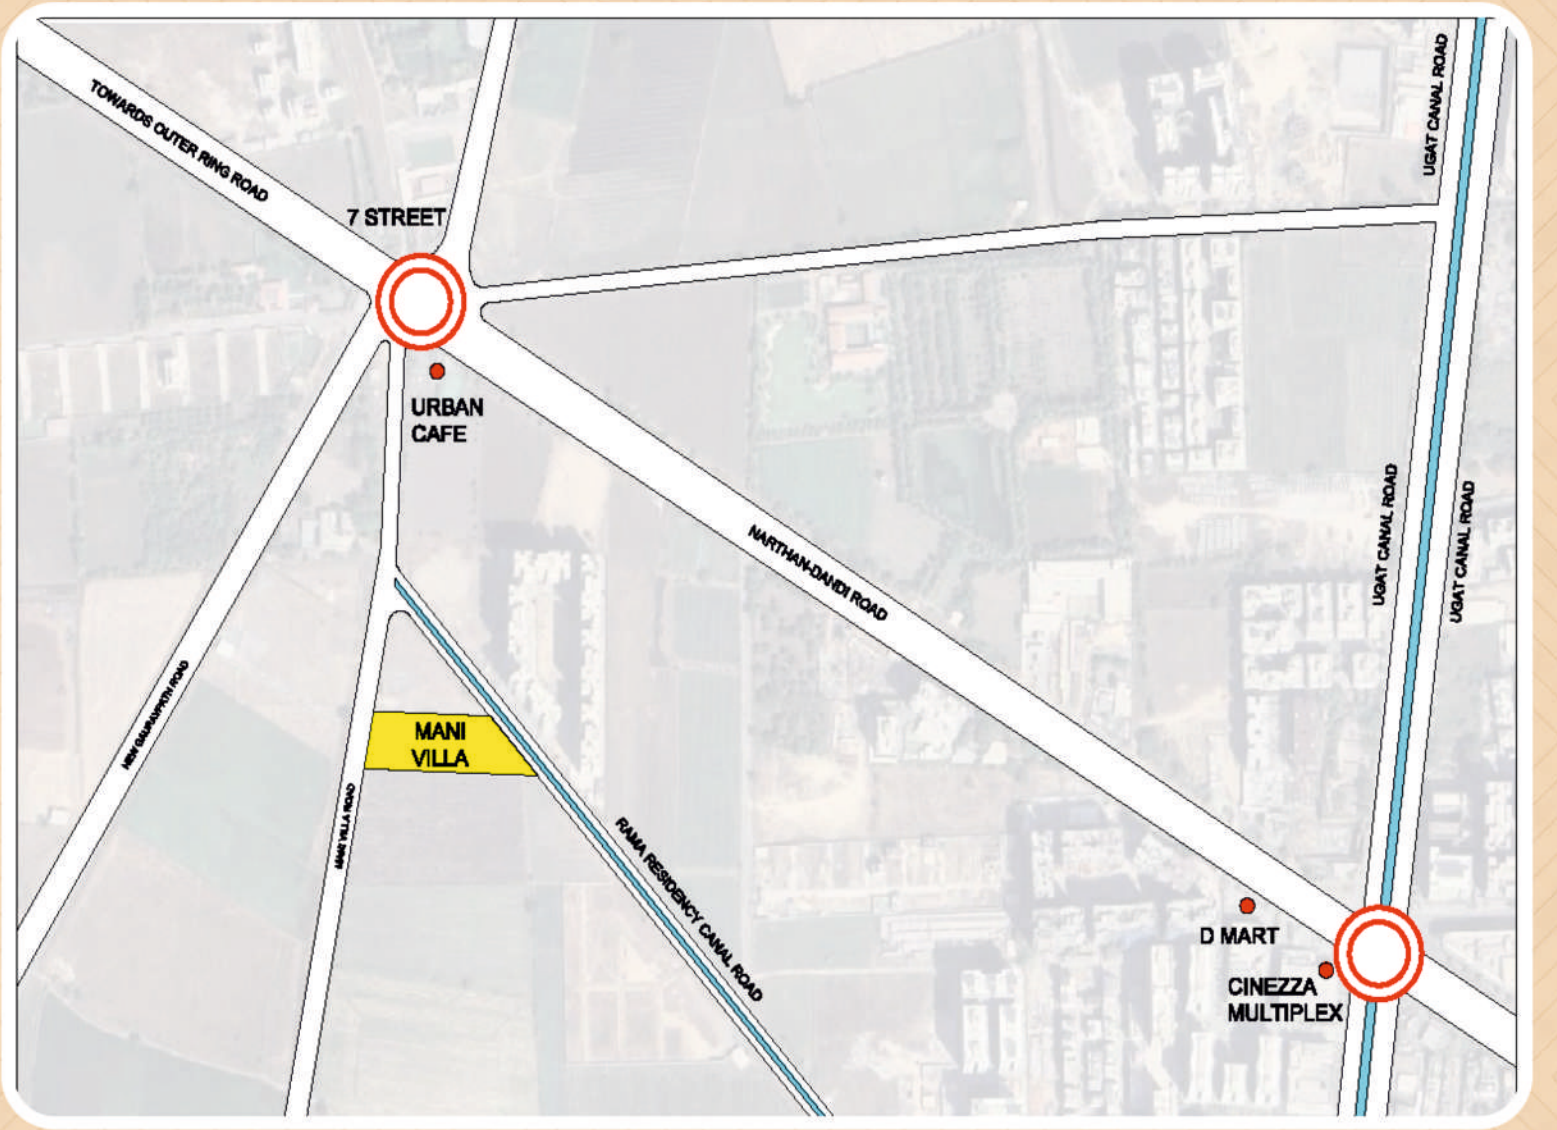 UGAT CANAL ROAD
TOWARDS OUTER RING ROAD
7 STREET
URBAN
CAFE
NARTHAN-DANDI ROAD
UGAT CANAL ROAD
UGAT CANAL ROAD
NEW GAURAVPATH ROAD
MANI
VILLA
MANI VILLA ROAD
RAMA RESIDENCY CANAL ROAD
D MART
CINEZZA
MULTIPLEX